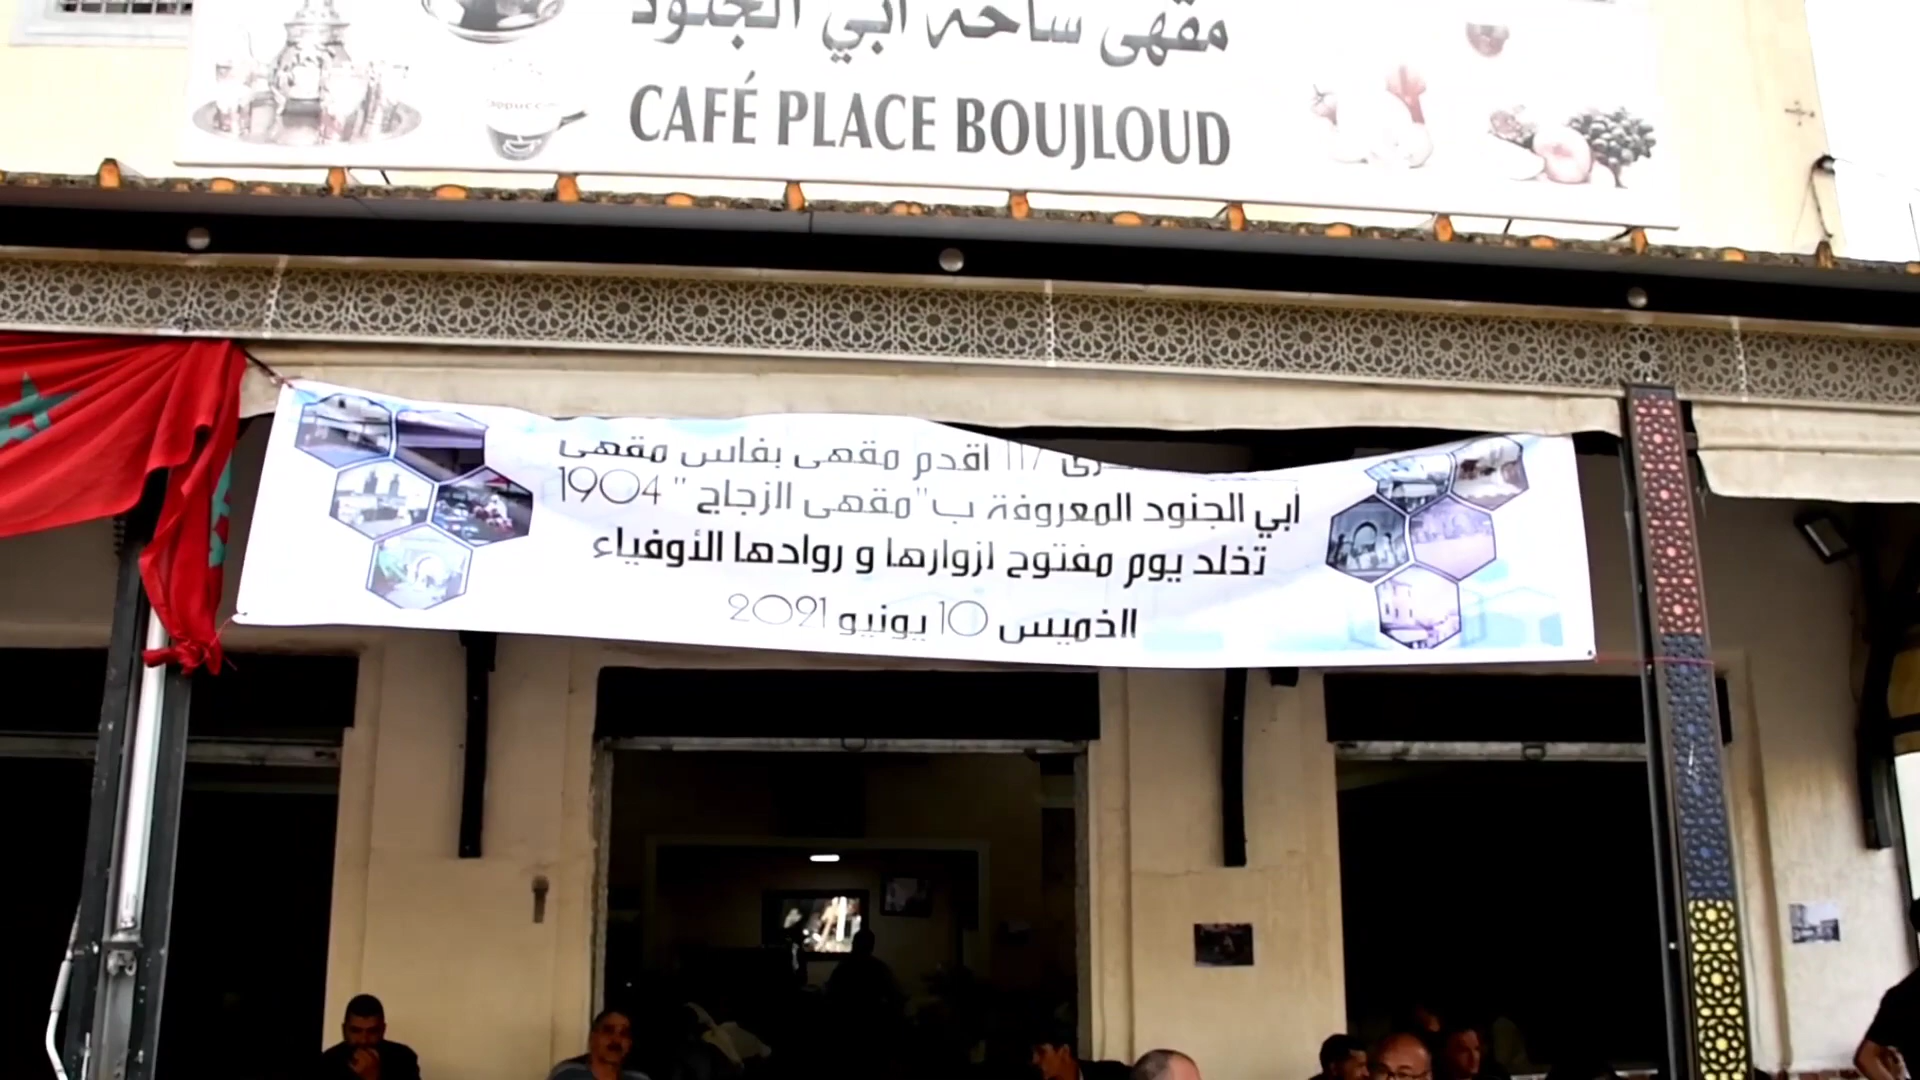 مقهى ساحة أبي الجنود
CAFÉ PLACE BOUJLOUD
117 اقدم مقهى بفاس مقهى
أبي الجنود المعروفة ب"مقهى الزجاج" 1904
تخلد يوم مفتوح لزوارها و روادها الأوفياء
الخميس 10 يونيو 2021